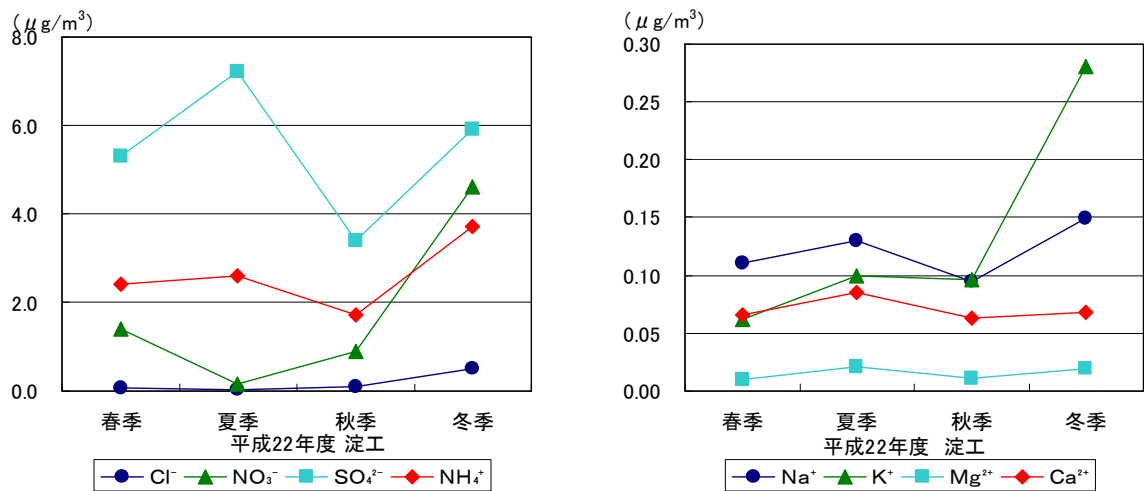 (μg/m³)
8.0
6.0
4.0
2.0
0.0
春季 夏季 秋季 冬季
平成22年度 淀工
Cl⁻ NO₃⁻ SO₄²⁻ NH₄⁺
(μg/m³)
0.30
0.25
0.20
0.15
0.10
0.05
0.00
春季 夏季 秋季 冬季
平成22年度 淀工
Na⁺ K⁺ Mg²⁺ Ca²⁺